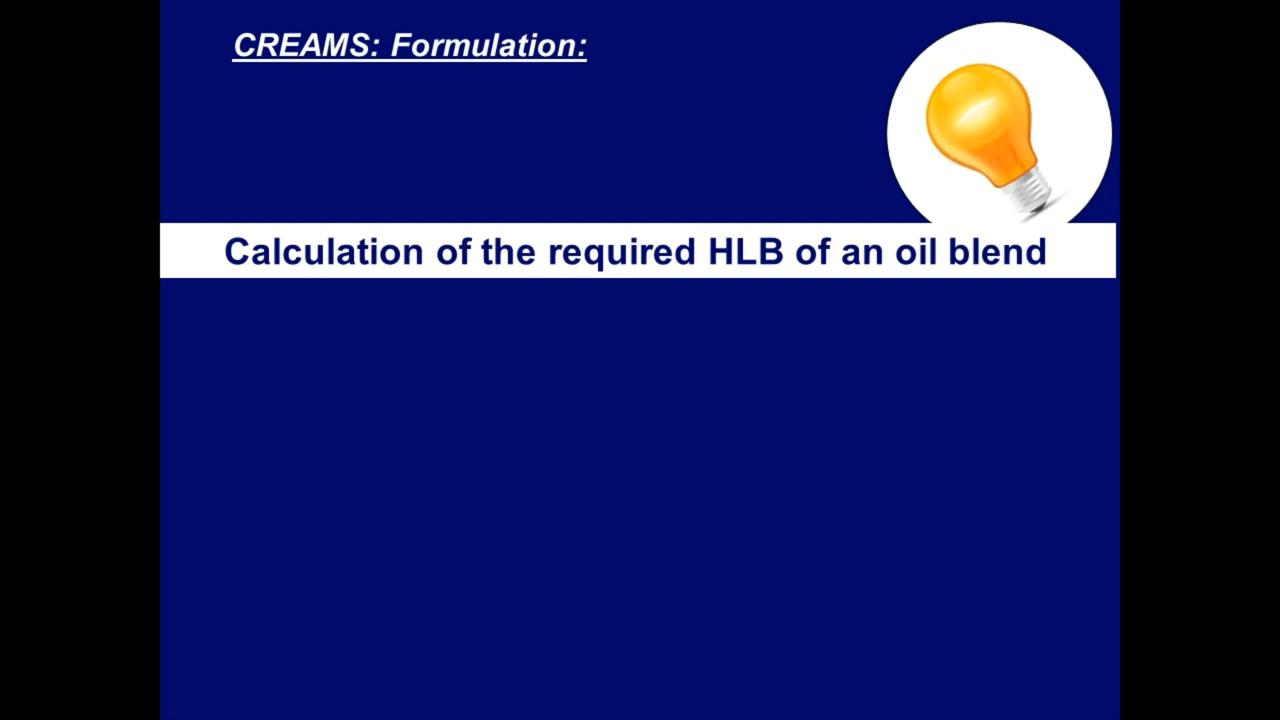 CREAMS: Formulation:
Calculation of the required HLB of an oil blend